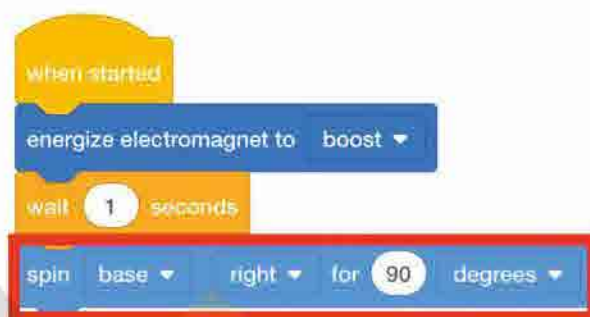 when started
energize electromagnet to boost
wait 1 seconds
spin base right for 90 degrees